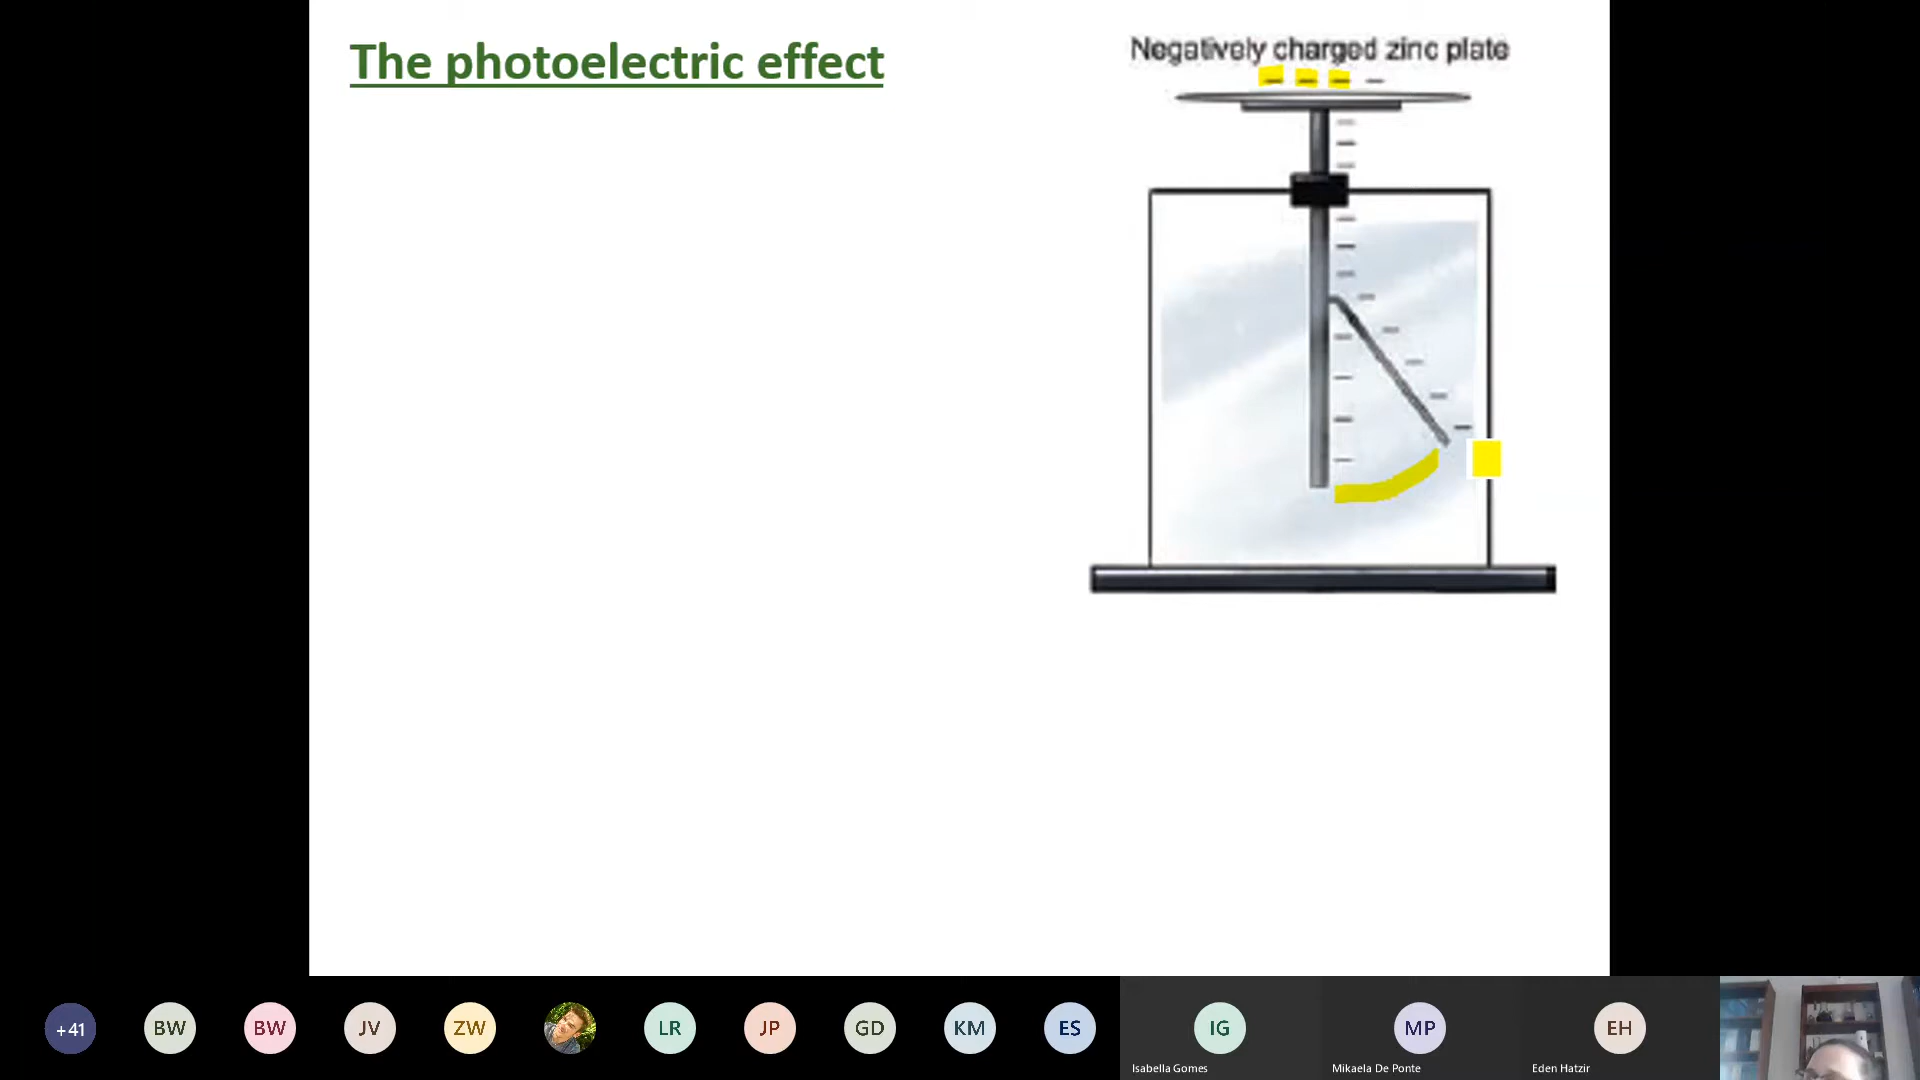 The photoelectric effect
Negatively charged zinc plate
+41
BW
BW
JV
ZW
LR
JP
GD
KM
ES
IG
MP
EH
Isabella Gomes
Mikaela De Ponte
Eden Hatzir